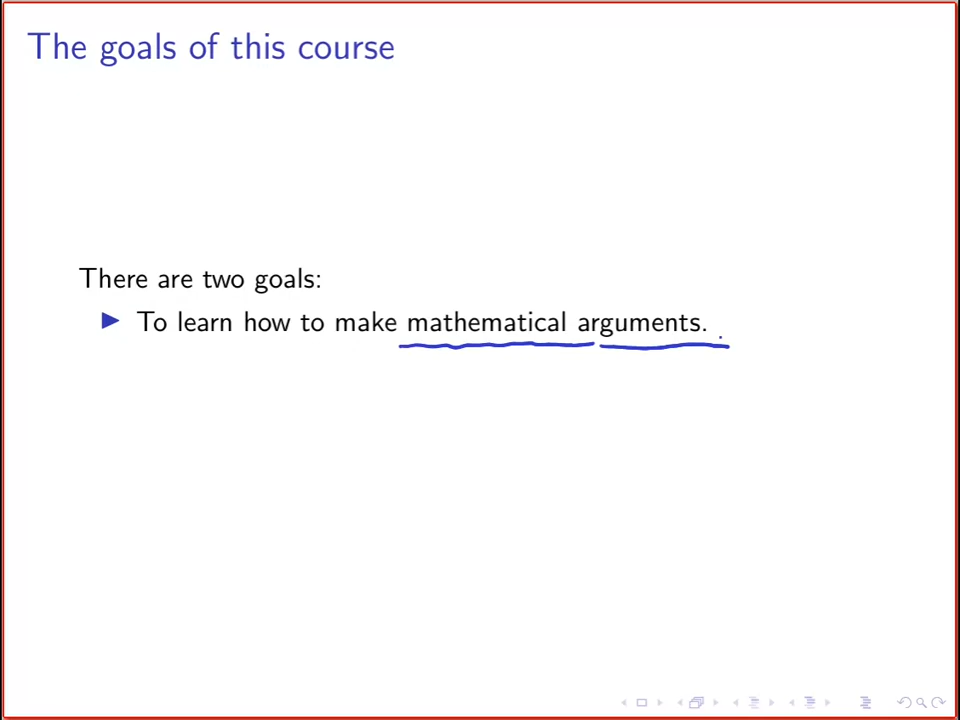 The goals of this course
There are two goals:
To learn how to make mathematical arguments.